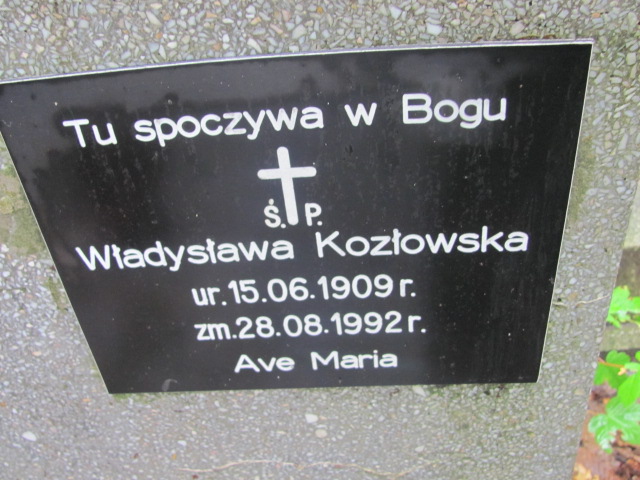 Tu spoczywa w Bogu
Ś. P.
Władysława Kozłowska
ur. 15.06.1909 r.
zm. 28.08.1992 r.
Ave Maria